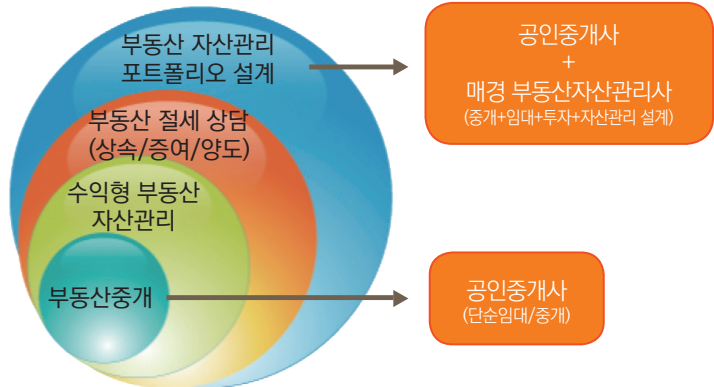 부동산 자산관리
포트폴리오 설계
부동산 절세 상담
(상속/증여/양도)
수익형 부동산
자산관리
부동산중개
공인중개사
+
매경 부동산자산관리사
(중개+임대+투자+자산관리 설계)
공인중개사
(단순임대/중개)